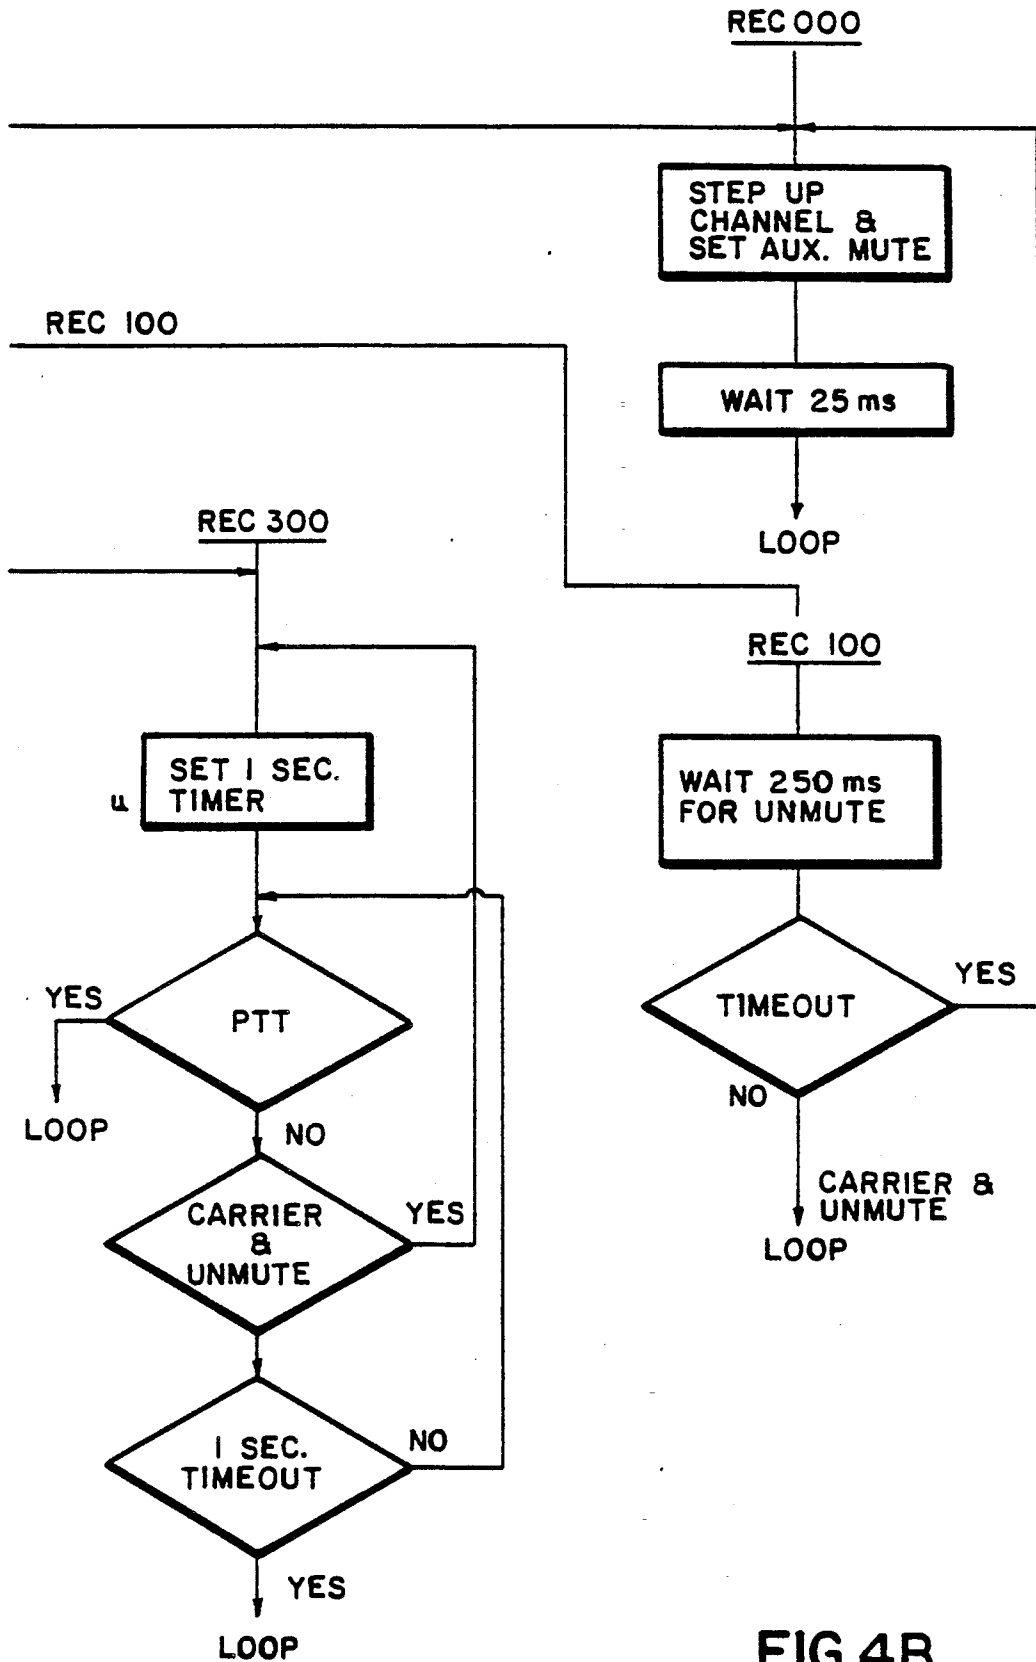 REC 000
STEP UP
CHANNEL &
SET AUX. MUTE
WAIT 25 ms
LOOP
REC 100
REC 100
WAIT 250 ms
FOR UNMUTE
TIMEOUT
YES
NO
CARRIER &
UNMUTE
LOOP
REC 300
SET 1 SEC.
TIMER
u
PTT
YES
LOOP
NO
CARRIER
&
UNMUTE
YES
1 SEC.
TIMEOUT
NO
YES
LOOP
FIG.4B